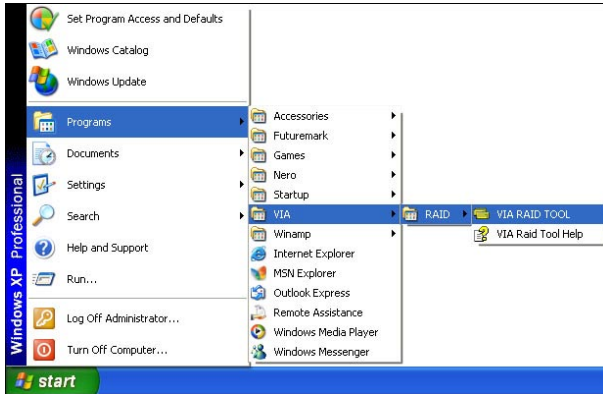 Set Program Access and Defaults
Windows Catalog
Windows Update
Programs
Documents
Settings
Search
Help and Support
Run...
Log Off Administrator...
Turn Off Computer...
Windows XP Professional
start
Accessories
Futuremark
Games
Nero
Startup
VIA
Winamp
Internet Explorer
MSN Explorer
Outlook Express
Remote Assistance
Windows Media Player
Windows Messenger
RAID
VIA RAID TOOL
VIA Raid Tool Help